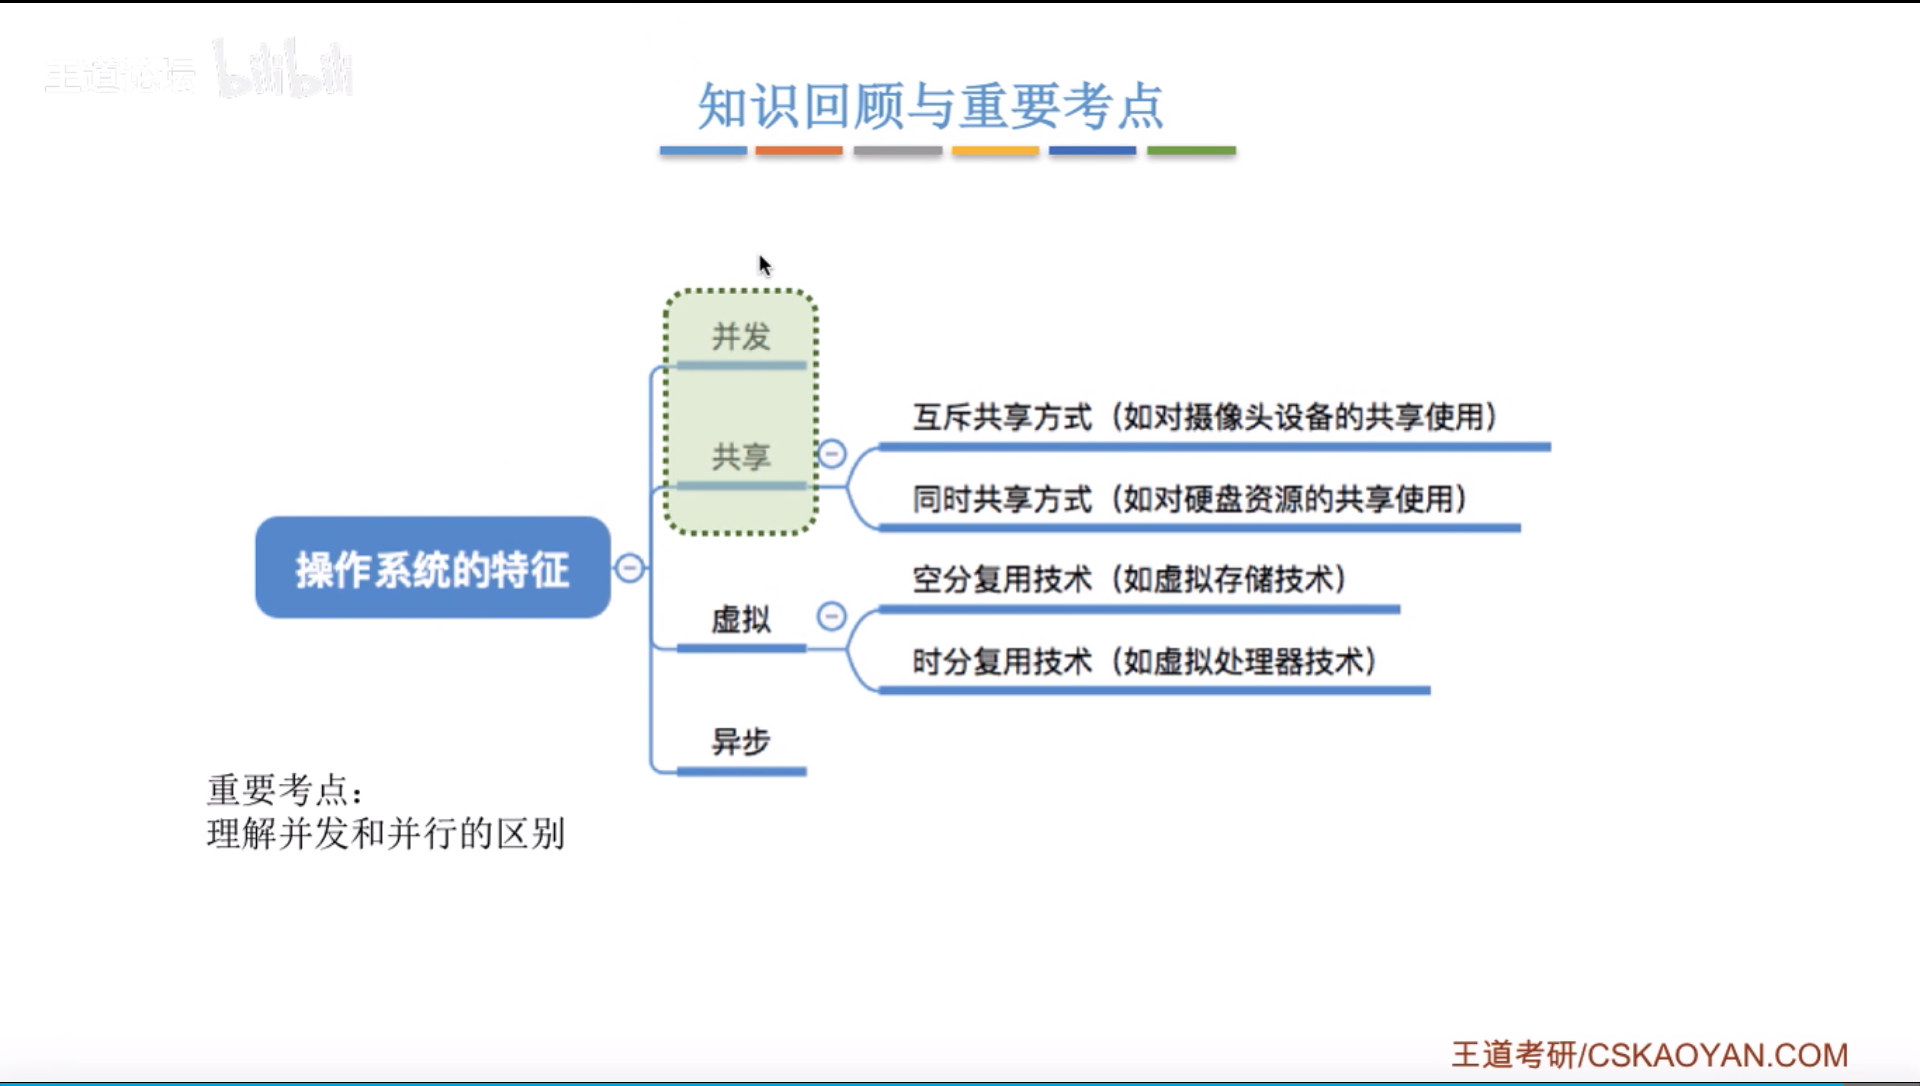 王道论坛 bilibili
知识回顾与重要考点
并发
共享
互斥共享方式（如对摄像头设备的共享使用）
同时共享方式（如对硬盘资源的共享使用）
操作系统的特征
虚拟
空分复用技术（如虚拟存储技术）
时分复用技术（如虚拟处理器技术）
异步
重要考点：
理解并发和并行的区别
王道考研/CSKAOYAN.COM